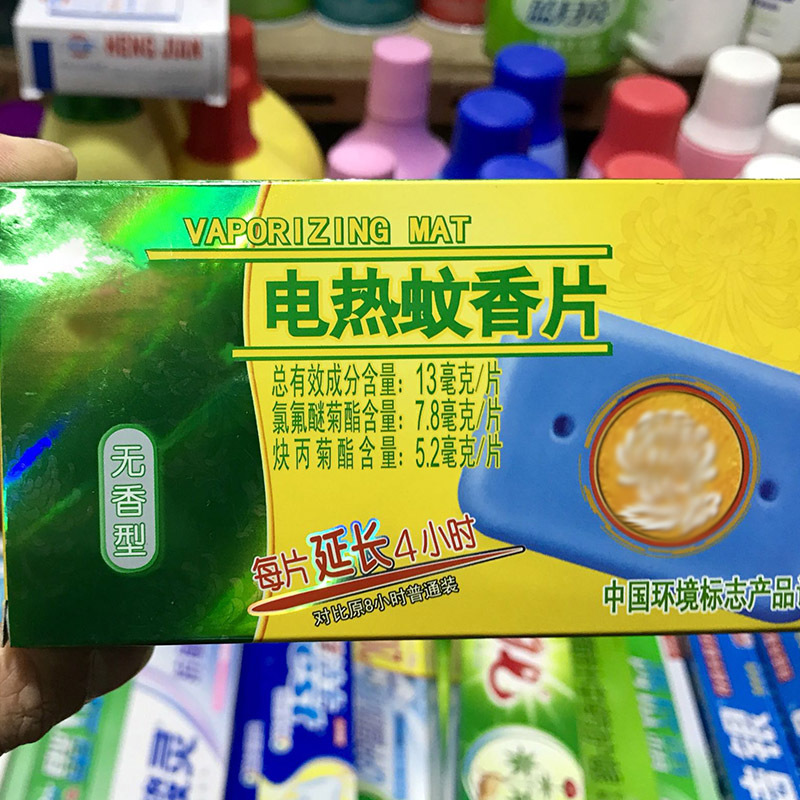 HENG JIAN
VAPORIZING MAT
电热蚊香片
总有效成分含量：13毫克/片
氯氟醚菊酯含量：7.8毫克/片
炔丙菊酯含量：5.2毫克/片
无香型
每片延长4小时
对比原8小时普通装
中国环境标志产品